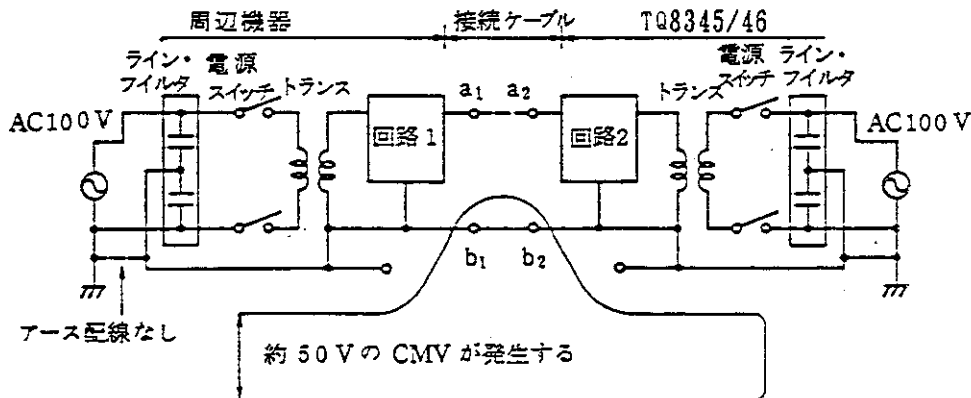 周辺機器 接続ケーブル TQ8345/46
ライン・フィルタ
電源スイッチ
トランス
AC100V
回路1
a₁ a₂
回路2
トランス
電源スイッチ
ライン・フィルタ
AC100V
b₁ b₂
アース配線なし
約50VのCMVが発生する